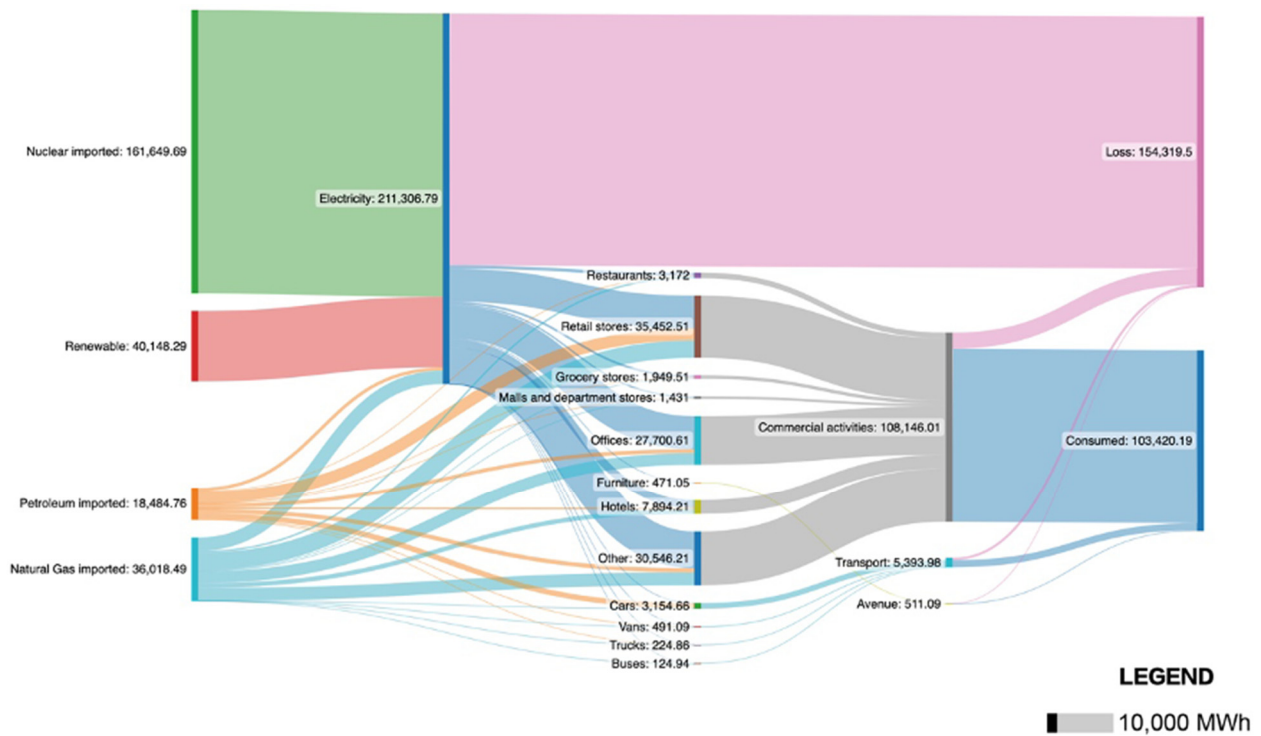 Nuclear imported: 161,649.69
Loss: 154,319.5
Electricity: 211,306.79
Restaurants: 3,172
Retail stores: 35,452.51
Renewable: 40,148.29
Grocery stores: 1,949.51
Malls and department stores: 1,431
Commercial activities: 108,146.01
Offices: 27,700.61
Consumed: 103,420.19
Furniture: 471.05
Petroleum imported: 18,484.76
Hotels: 7,894.21
Other: 30,546.21
Transport: 5,393.98
Natural Gas imported: 36,018.49
Cars: 3,154.66
Avenue: 511.09
Vans: 491.09
Trucks: 224.86
Buses: 124.94
LEGEND
10,000 MWh